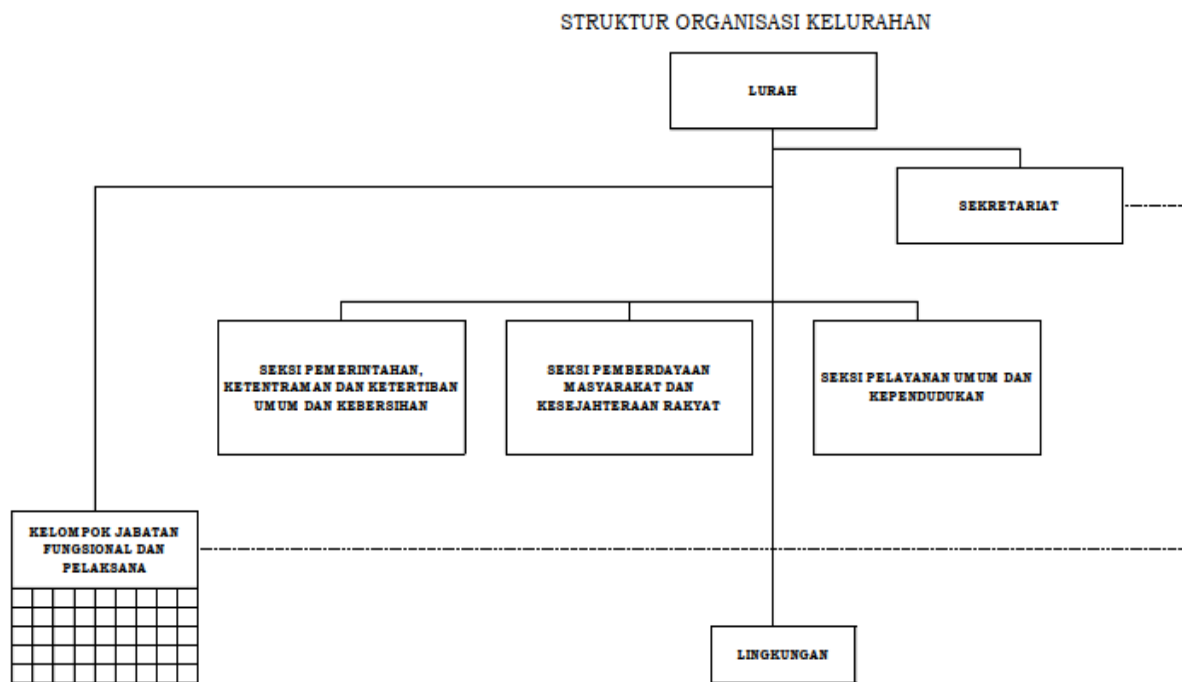 STRUKTUR ORGANISASI KELURAHAN
LURAH
SEKRETARIAT
SEKSI PEMERINTAHAN,
KETENTRAMAN DAN KETERTIBAN
UMUM DAN KEBERSIHAN
SEKSI PEMBERDAYAAN
MASYARAKAT DAN
KESEJAHTERAAN RAKYAT
SEKSI PELAYANAN UMUM DAN
KEPENDUDUKAN
KELOMPOK JABATAN
FUNGSIONAL DAN
PELAKSANA
LINGKUNGAN